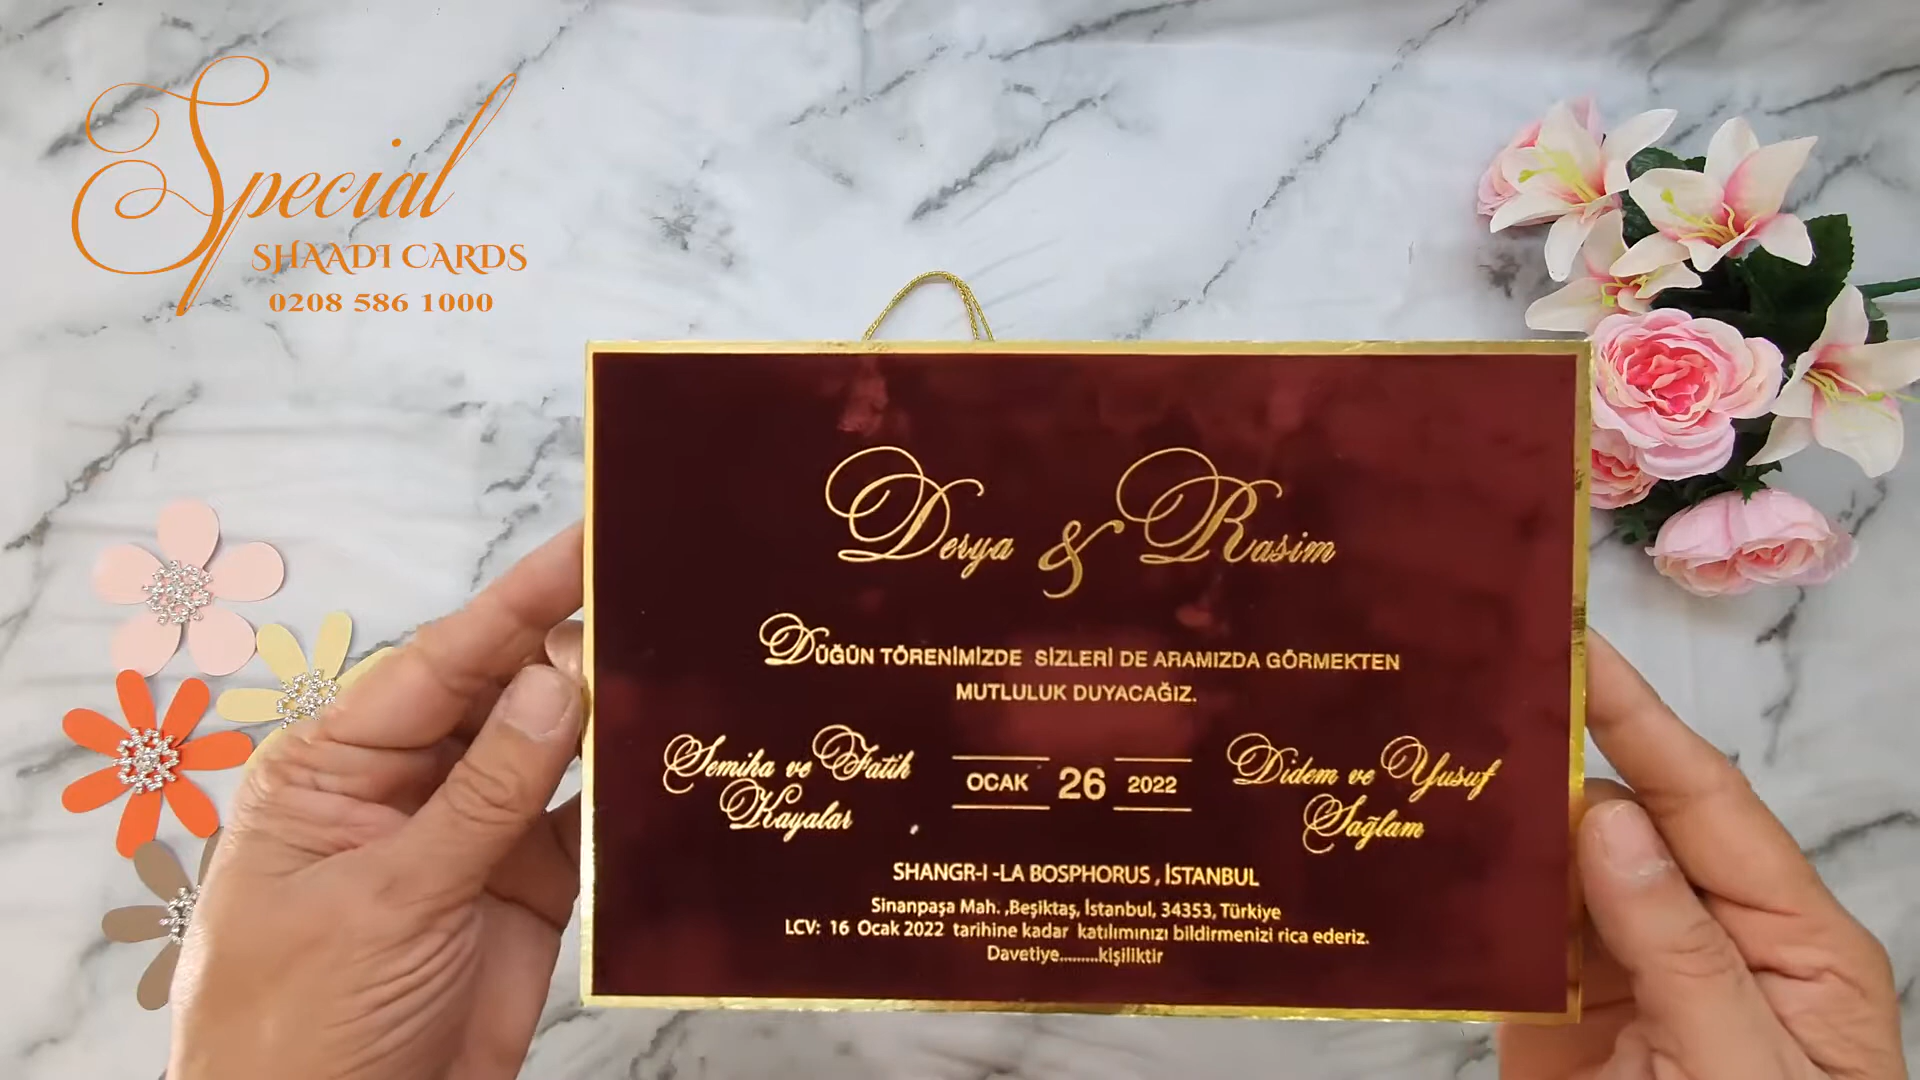 Special
SHAADI CARDS
0208 586 1000
Derya & Rasim
DÜĞÜN TÖRENİMİZDE SİZLERİ DE ARAMIZDA GÖRMEKTEN
MUTLULUK DUYACAĞIZ.
Semiha ve Fatih
Kayalar
OCAK 26 2022
Didem ve Yusuf
Sağlam
SHANGR-I -LA BOSPHORUS , İSTANBUL
Sinanpaşa Mah. ,Beşiktaş, İstanbul, 34353, Türkiye
LCV: 16 Ocak 2022 tarihine kadar katılımınızı bildirmenizi rica ederiz.
Davetiye.........kişiliktir